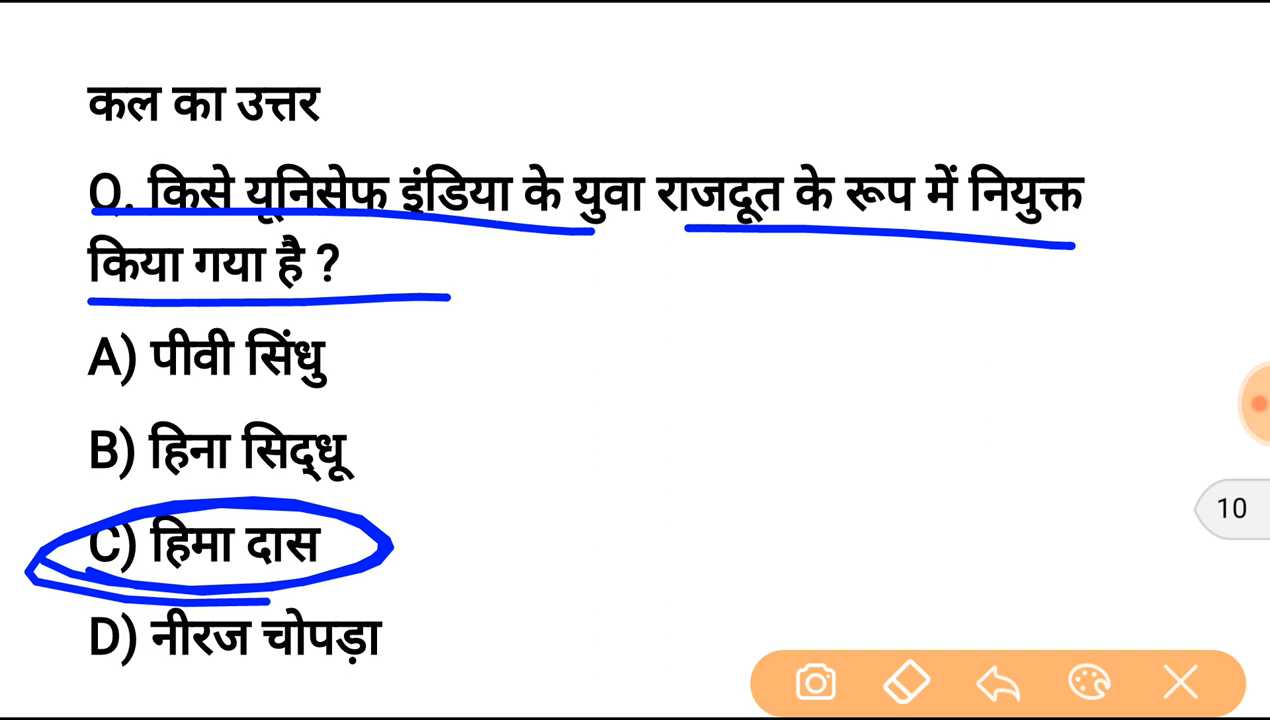 कल का उत्तर
Q. किसे यूनिसेफ इंडिया के युवा राजदूत के रूप में नियुक्त
किया गया है ?
A) पीवी सिंधु
B) हिना सिद्धू
10
C) हिमा दास
D) नीरज चोपड़ा